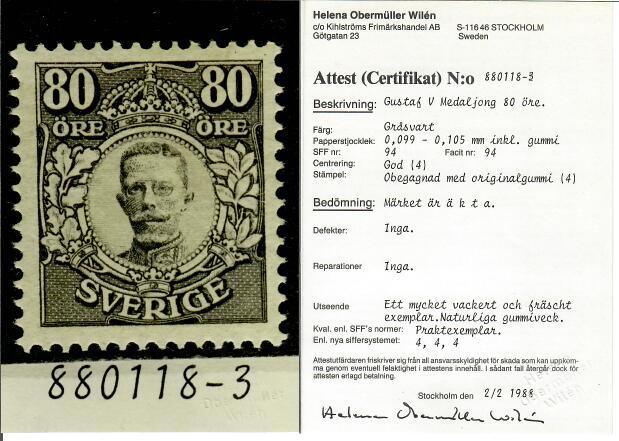 80 80
ÖRE ÖRE
SVERIGE
880118-3
Helena Obermüller Wilén
c/o Kihlströms Frimärkshandel AB S-116 46 STOCKHOLM
Götgatan 23 Sweden
Attest (Certifikat) N:o 880118-3
Beskrivning: Gustaf V Medaljong 80 öre.
Färg: Gråsvart
Papperstjocklek: 0,099 - 0,105 mm inkl. gummi
SFF nr: 94 Facit nr: 94
Centrering: God (4)
Stämpel: Obegagnad med originalgummi (4)
Bedömning: Märket är ä k t a.
Defekter: Inga.
Reparationer Inga.
Utseende Ett mycket vackert och fräscht
exemplar.Naturliga gummiveck.
Kval. enl. SFF's normer: Praktexemplar.
Enl. nya siffersystemet: 4, 4, 4
Attestutfärdaren friskriver sig från all ansvarsskyldighet för skada som kan uppkom-
ma genom eventuell felaktighet i attestens innehåll. I sådant fall återgår dock för
attesten erlagd betalning.
Stockholm den 2/2 1988
Helena Obermüller Wilén